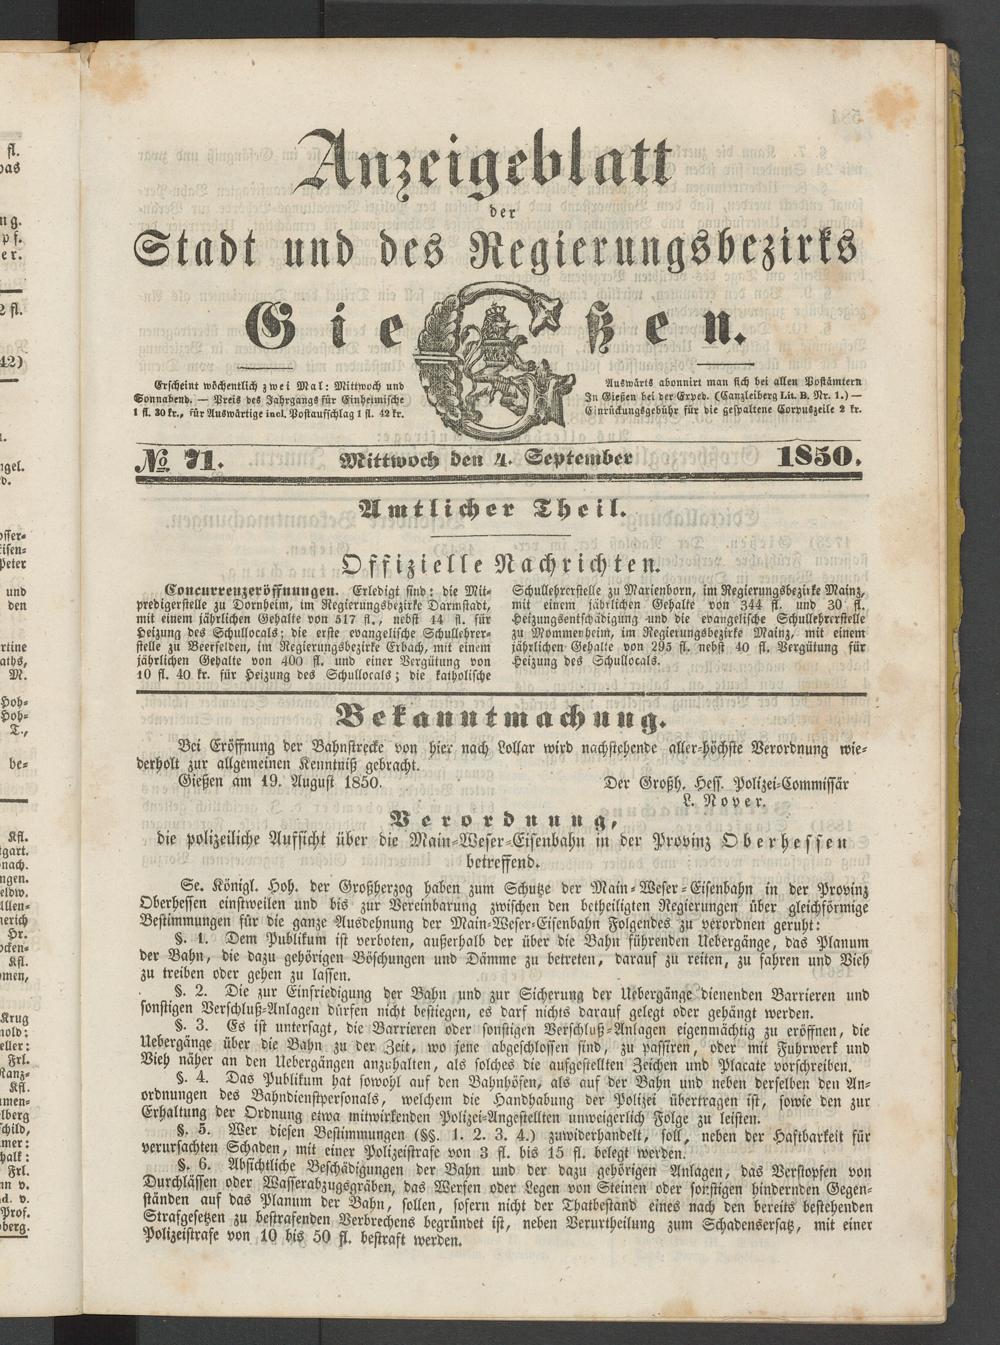 Anzeigeblatt
der
Stadt und des Regierungsbezirks
Gießen.
Erscheint wöchentlich zwei Mal: Mittwoch und
Sonnabend. — Preis des Jahrgangs für Einheimische
1 fl. 30 kr., für Auswärtige incl. Postaufschlag 1 fl. 42 kr.
Auswärts abonnirt man sich bei allen Postämtern
In Gießen bei der Exped. (Canzleiberg Lit. B. Nr. 1.) —
Einrückungsgebühr für die gespaltene Corpuszeile 2 kr.
No. 71. Mittwoch den 4. September 1850.
Amtlicher Theil.
Offizielle Nachrichten.
Concurrenzeröffnungen. Erledigt sind: die Mit-
predigerstelle zu Dornheim, im Regierungsbezirke Darmstadt,
mit einem jährlichen Gehalte von 517 fl., nebst 44 fl. für
Heizung des Schullocals; die erste evangelische Schullehrer-
stelle zu Beerfelden, im Regierungsbezirke Erbach, mit einem
jährlichen Gehalte von 400 fl. und einer Vergütung von
10 fl. 40 kr. für Heizung des Schullocals; die katholische
Schullehrerstelle zu Marienborn, im Regierungsbezirke Mainz,
mit einem jährlichen Gehalte von 344 fl. und 30 fl.
Heizungsentschädigung und die evangelische Schullehrerstelle
zu Mommenheim, im Regierungsbezirke Mainz, mit einem
jährlichen Gehalte von 295 fl. nebst 40 fl. Vergütung für
Heizung des Schullocals.
Bekanntmachung.
Bei Eröffnung der Bahnstrecke von hier nach Lollar wird nachstehende aller-höchste Verordnung wie-
derholt zur allgemeinen Kenntniß gebracht.
Gießen am 19. August 1850. Der Großh. Hess. Polizei-Commissär
L. Nover.
Verordnung,
die polizeiliche Aufsicht über die Main-Weser-Eisenbahn in der Provinz Oberhessen
betreffend.
Se. Königl. Hoh. der Großherzog haben zum Schutze der Main-Weser-Eisenbahn in der Provinz
Oberhessen einstweilen und bis zur Vereinbarung zwischen den betheiligten Regierungen über gleichförmige
Bestimmungen für die ganze Ausdehnung der Main-Weser-Eisenbahn Folgendes zu verordnen geruht:
§. 1. Dem Publikum ist verboten, außerhalb der über die Bahn führenden Uebergänge, das Planum
der Bahn, die dazu gehörigen Böschungen und Dämme zu betreten, darauf zu reiten, zu fahren und Vieh
zu treiben oder gehen zu lassen.
§. 2. Die zur Einfriedigung der Bahn und zur Sicherung der Uebergänge dienenden Barrieren und
sonstigen Verschluß-Anlagen dürfen nicht bestiegen, es darf nichts darauf gelegt oder gehängt werden.
§. 3. Es ist untersagt, die Barrieren oder sonstigen Verschluß-Anlagen eigenmächtig zu eröffnen, die
Uebergänge über die Bahn zu der Zeit, wo jene abgeschlossen sind, zu passiren, oder mit Fuhrwerk und
Vieh näher an den Uebergängen anzuhalten, als solches die aufgestellten Zeichen und Placate vorschreiben.
§. 4. Das Publikum hat sowohl auf den Bahnhöfen, als auf der Bahn und neben derselben den An-
ordnungen des Bahndienstpersonals, welchem die Handhabung der Polizei übertragen ist, sowie den zur
Erhaltung der Ordnung etwa mitwirkenden Polizei-Angestellten unweigerlich Folge zu leisten.
§. 5. Wer diesen Bestimmungen (§§. 1. 2. 3. 4.) zuwiderhandelt, soll, neben der Haftbarkeit für
verursachten Schaden, mit einer Polizeistrafe von 3 fl. bis 15 fl. belegt werden.
§. 6. Absichtliche Beschädigungen der Bahn und der dazu gehörigen Anlagen, das Verstopfen von
Durchlässen oder Wasserabzugsgräben, das Werfen oder Legen von Steinen oder sonstigen hindernden Gegen-
ständen auf das Planum der Bahn, sollen, sofern nicht der Thatbestand eines nach den bereits bestehenden
Strafgesetzen zu bestrafenden Verbrechens begründet ist, neben Verurtheilung zum Schadensersatz, mit einer
Polizeistrafe von 10 bis 50 fl. bestraft werden.